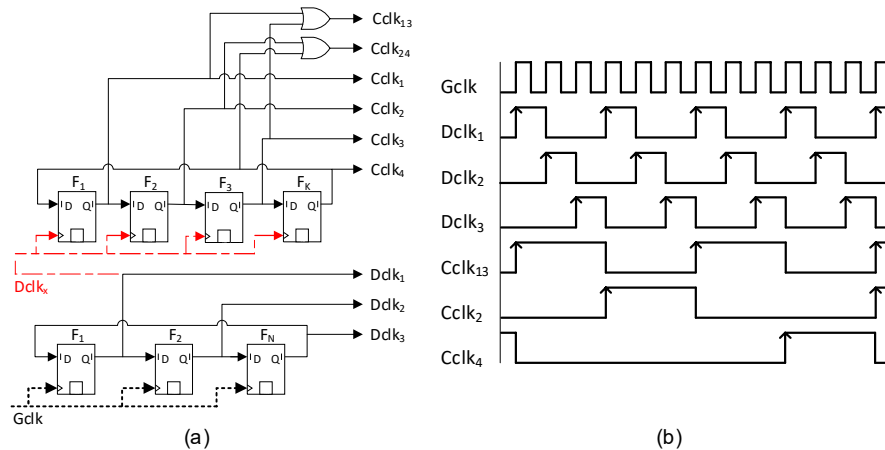 Cclk13
Cclk24
Cclk1
Cclk2
Cclk3
Cclk4
F1 F2 F3 FK
D Q D Q D Q D Q
Dclkx
Dclk1
Dclk2
Dclk3
F1 F2 FN
D Q D Q D Q
Gclk
(a)
Gclk
Dclk1
Dclk2
Dclk3
Cclk13
Cclk2
Cclk4
(b)